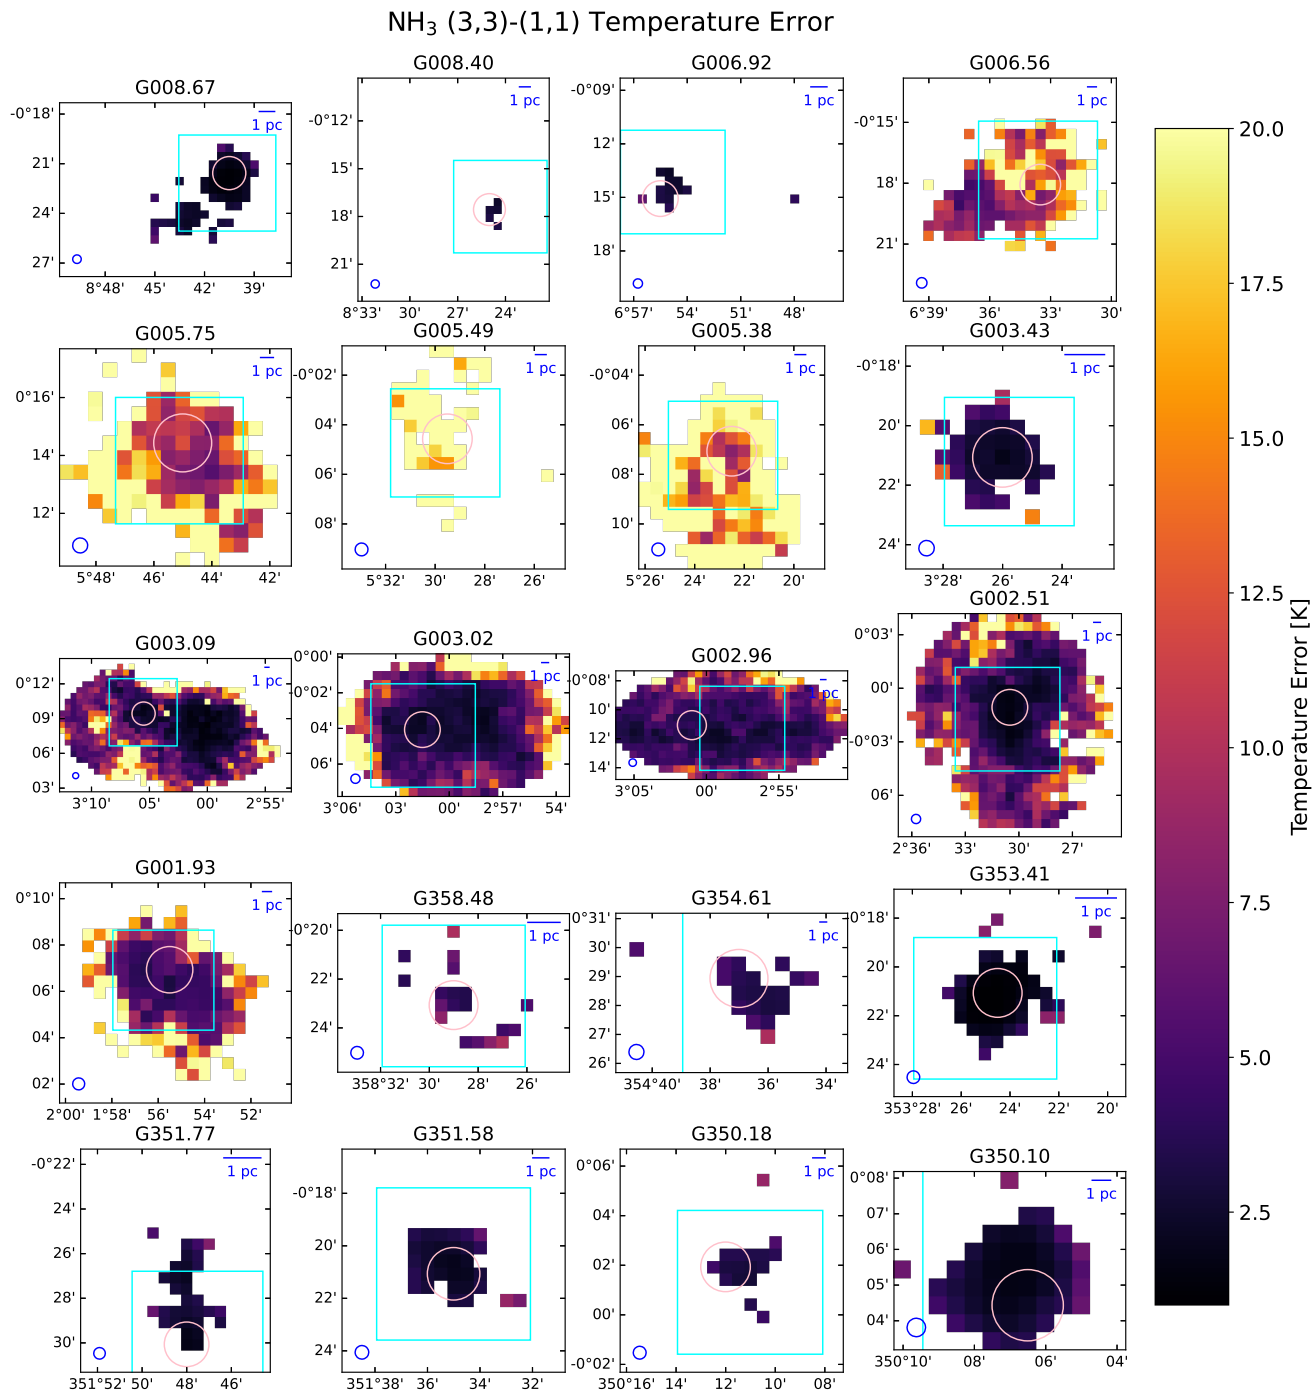 NH₃ (3,3)-(1,1) Temperature Error
G008.67
-0°18'
21'
24'
27'
8°48' 45' 42' 39'
1 pc
G008.40
-0°12'
15'
18'
21'
8°33' 30' 27' 24'
1 pc
G006.92
-0°09'
12'
15'
18'
6°57' 54' 51' 48'
1 pc
G006.56
-0°15'
18'
21'
6°39' 36' 33' 30'
1 pc
G005.75
0°16'
14'
12'
5°48' 46' 44' 42'
1 pc
G005.49
-0°02'
04'
06'
08'
5°32' 30' 28' 26'
1 pc
G005.38
-0°04'
06'
08'
10'
5°26' 24' 22' 20'
1 pc
G003.43
-0°18'
20'
22'
24'
3°28' 26' 24'
1 pc
G003.09
0°12'
09'
06'
03'
3°10' 05' 00' 2°55'
1 pc
G003.02
0°00'
-0°02'
04'
06'
3°06' 03' 00' 2°57' 54'
1 pc
G002.96
-0°08'
10'
12'
14'
3°05' 00' 2°55'
1 pc
G002.51
0°03'
00'
-0°03'
06'
2°36' 33' 30' 27'
1 pc
G001.93
0°10'
08'
06'
04'
02'
2°00' 1°58' 56' 54' 52'
1 pc
G358.48
-0°20'
22'
24'
358°32' 30' 28' 26'
1 pc
G354.61
0°31'
30'
29'
28'
27'
26'
354°40' 38' 36' 34'
1 pc
G353.41
-0°18'
20'
22'
24'
353°28' 26' 24' 22' 20'
1 pc
G351.77
-0°22'
24'
26'
28'
30'
351°52' 50' 48' 46'
1 pc
G351.58
-0°18'
20'
22'
24'
351°38' 36' 34' 32'
1 pc
G350.18
0°06'
04'
02'
00'
-0°02'
350°16' 12' 10' 08'
1 pc
G350.10
0°08'
07'
06'
05'
04'
350°10' 08' 06' 04'
1 pc
20.0
17.5
15.0
12.5
10.0
7.5
5.0
2.5
Temperature Error [K]